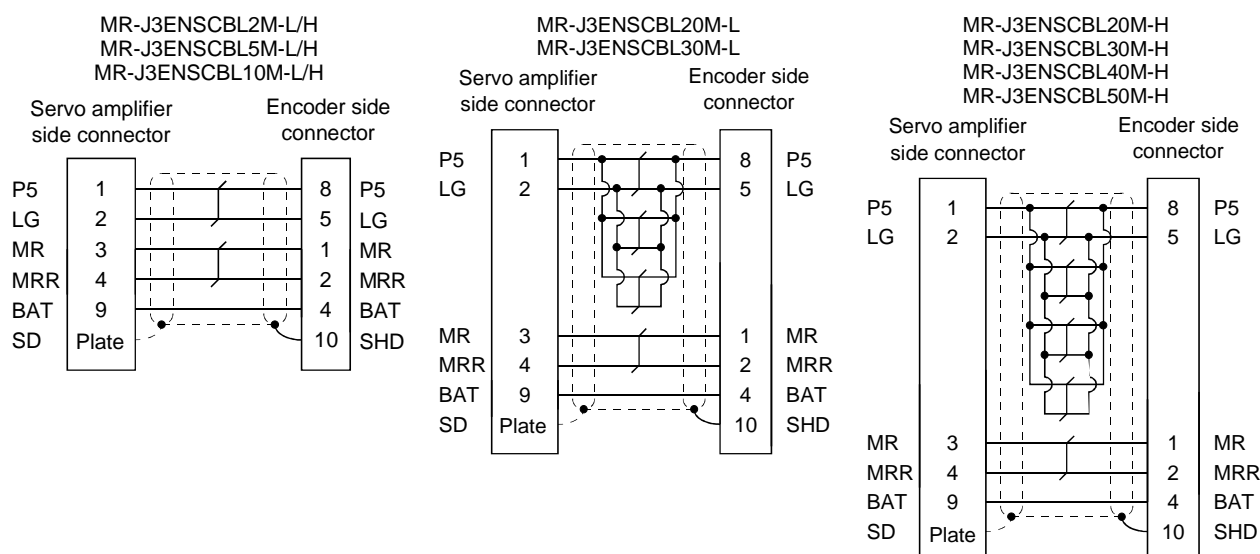 MR-J3ENSCBL2M-L/H
MR-J3ENSCBL5M-L/H
MR-J3ENSCBL10M-L/H
Servo amplifier
side connector
Encoder side
connector
P5 1 8 P5
LG 2 5 LG
MR 3 1 MR
MRR 4 2 MRR
BAT 9 4 BAT
SD Plate 10 SHD
MR-J3ENSCBL20M-L
MR-J3ENSCBL30M-L
Servo amplifier
side connector
Encoder side
connector
P5 1 8 P5
LG 2 5 LG
MR 3 1 MR
MRR 4 2 MRR
BAT 9 4 BAT
SD Plate 10 SHD
MR-J3ENSCBL20M-H
MR-J3ENSCBL30M-H
MR-J3ENSCBL40M-H
MR-J3ENSCBL50M-H
Servo amplifier
side connector
Encoder side
connector
P5 1 8 P5
LG 2 5 LG
MR 3 1 MR
MRR 4 2 MRR
BAT 9 4 BAT
SD Plate 10 SHD